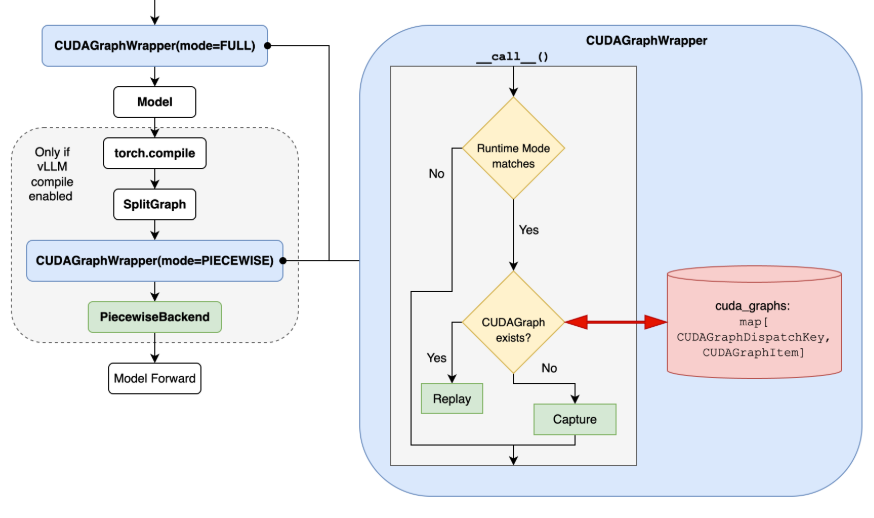 CUDAGraphWrapper(mode=FULL)
Model
Only if
vLLM
compile
enabled
torch.compile
SplitGraph
CUDAGraphWrapper(mode=PIECEWISE)
PiecewiseBackend
Model Forward
CUDAGraphWrapper
__call__()
Runtime Mode
matches
No
Yes
CUDAGraph
exists?
Yes
No
Replay
Capture
cuda_graphs:
map[
CUDAGraphDispatchKey,
CUDAGraphItem]